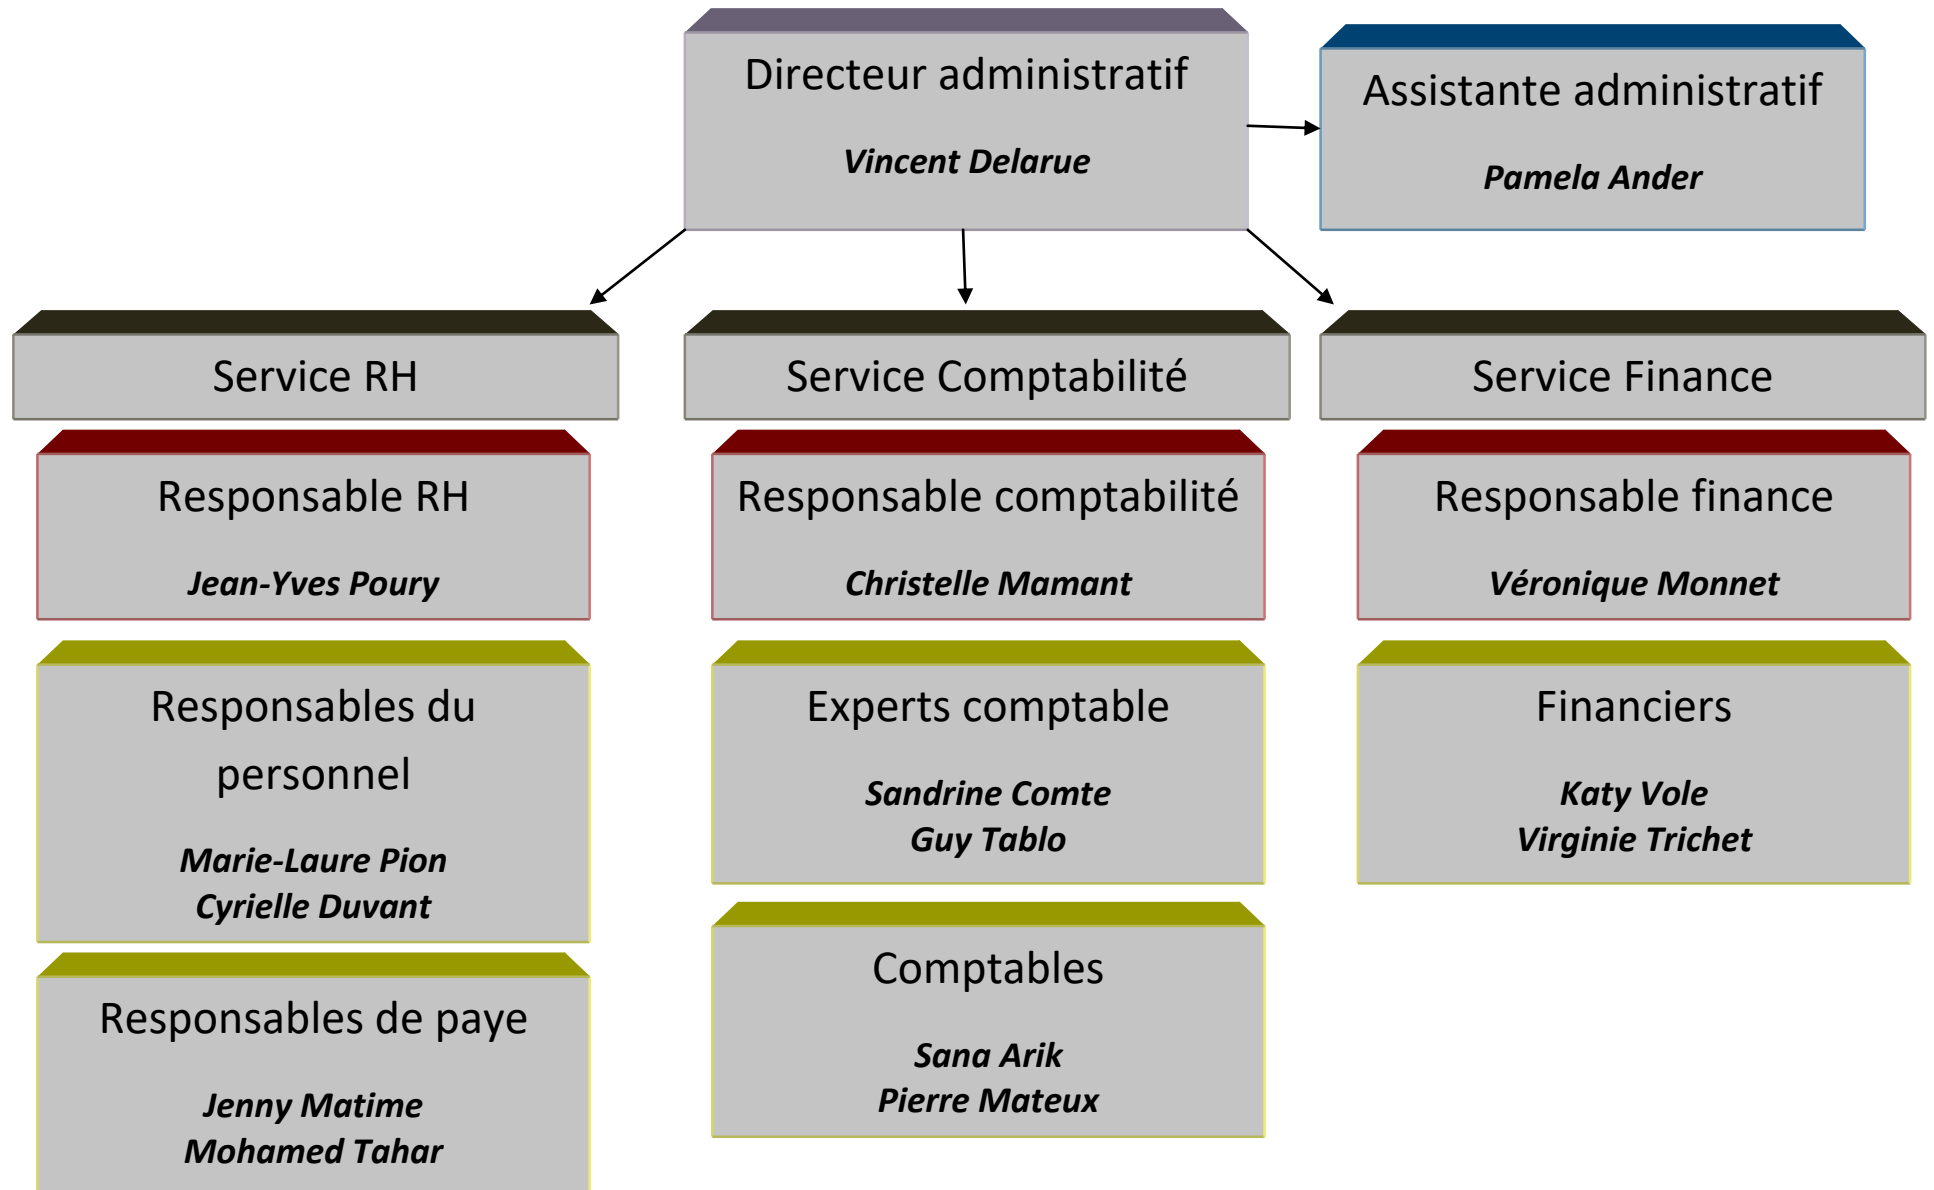 Directeur administratif
Vincent Delarue
Assistante administratif
Pamela Ander
Service RH
Responsable RH
Jean-Yves Poury
Responsables du
personnel
Marie-Laure Pion
Cyrielle Duvant
Responsables de paye
Jenny Matime
Mohamed Tahar
Service Comptabilité
Responsable comptabilité
Christelle Mamant
Experts comptable
Sandrine Comte
Guy Tablo
Comptables
Sana Arik
Pierre Mateux
Service Finance
Responsable finance
Véronique Monnet
Financiers
Katy Vole
Virginie Trichet